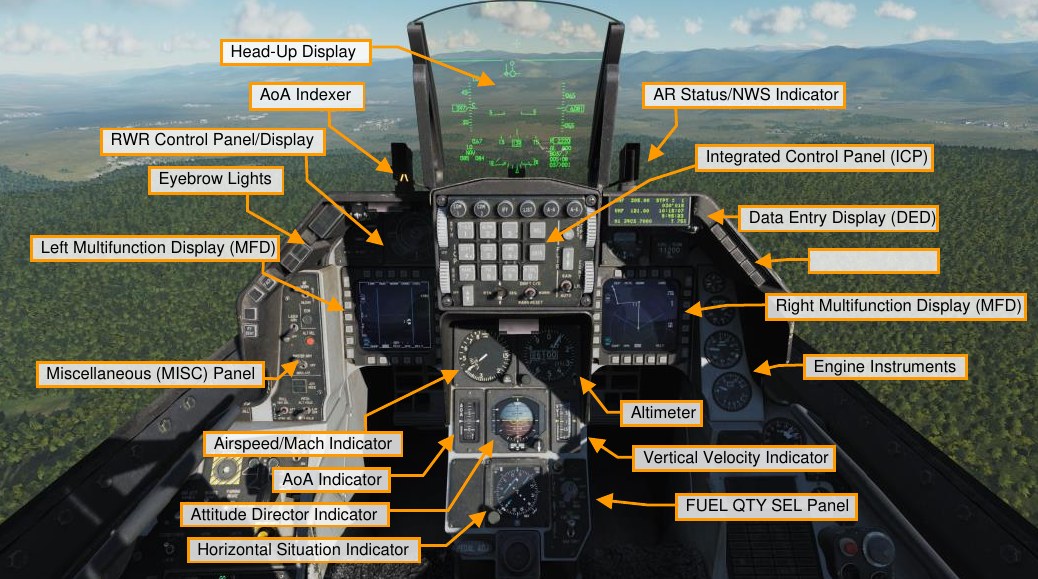 Head-Up Display
AoA Indexer
AR Status/NWS Indicator
RWR Control Panel/Display
Integrated Control Panel (ICP)
Eyebrow Lights
Data Entry Display (DED)
Left Multifunction Display (MFD)
Right Multifunction Display (MFD)
Miscellaneous (MISC) Panel
Engine Instruments
Altimeter
Airspeed/Mach Indicator
Vertical Velocity Indicator
AoA Indicator
FUEL QTY SEL Panel
Attitude Director Indicator
Horizontal Situation Indicator